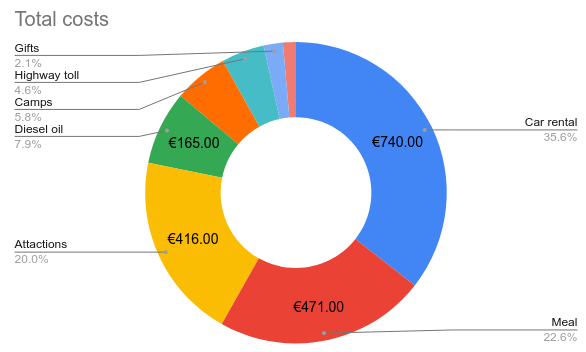 Total costs
Gifts
2.1%
Highway toll
4.6%
Camps
5.8%
Diesel oil
7.9%
Attactions
20.0%
Car rental
35.6%
Meal
22.6%
€740.00
€165.00
€416.00
€471.00